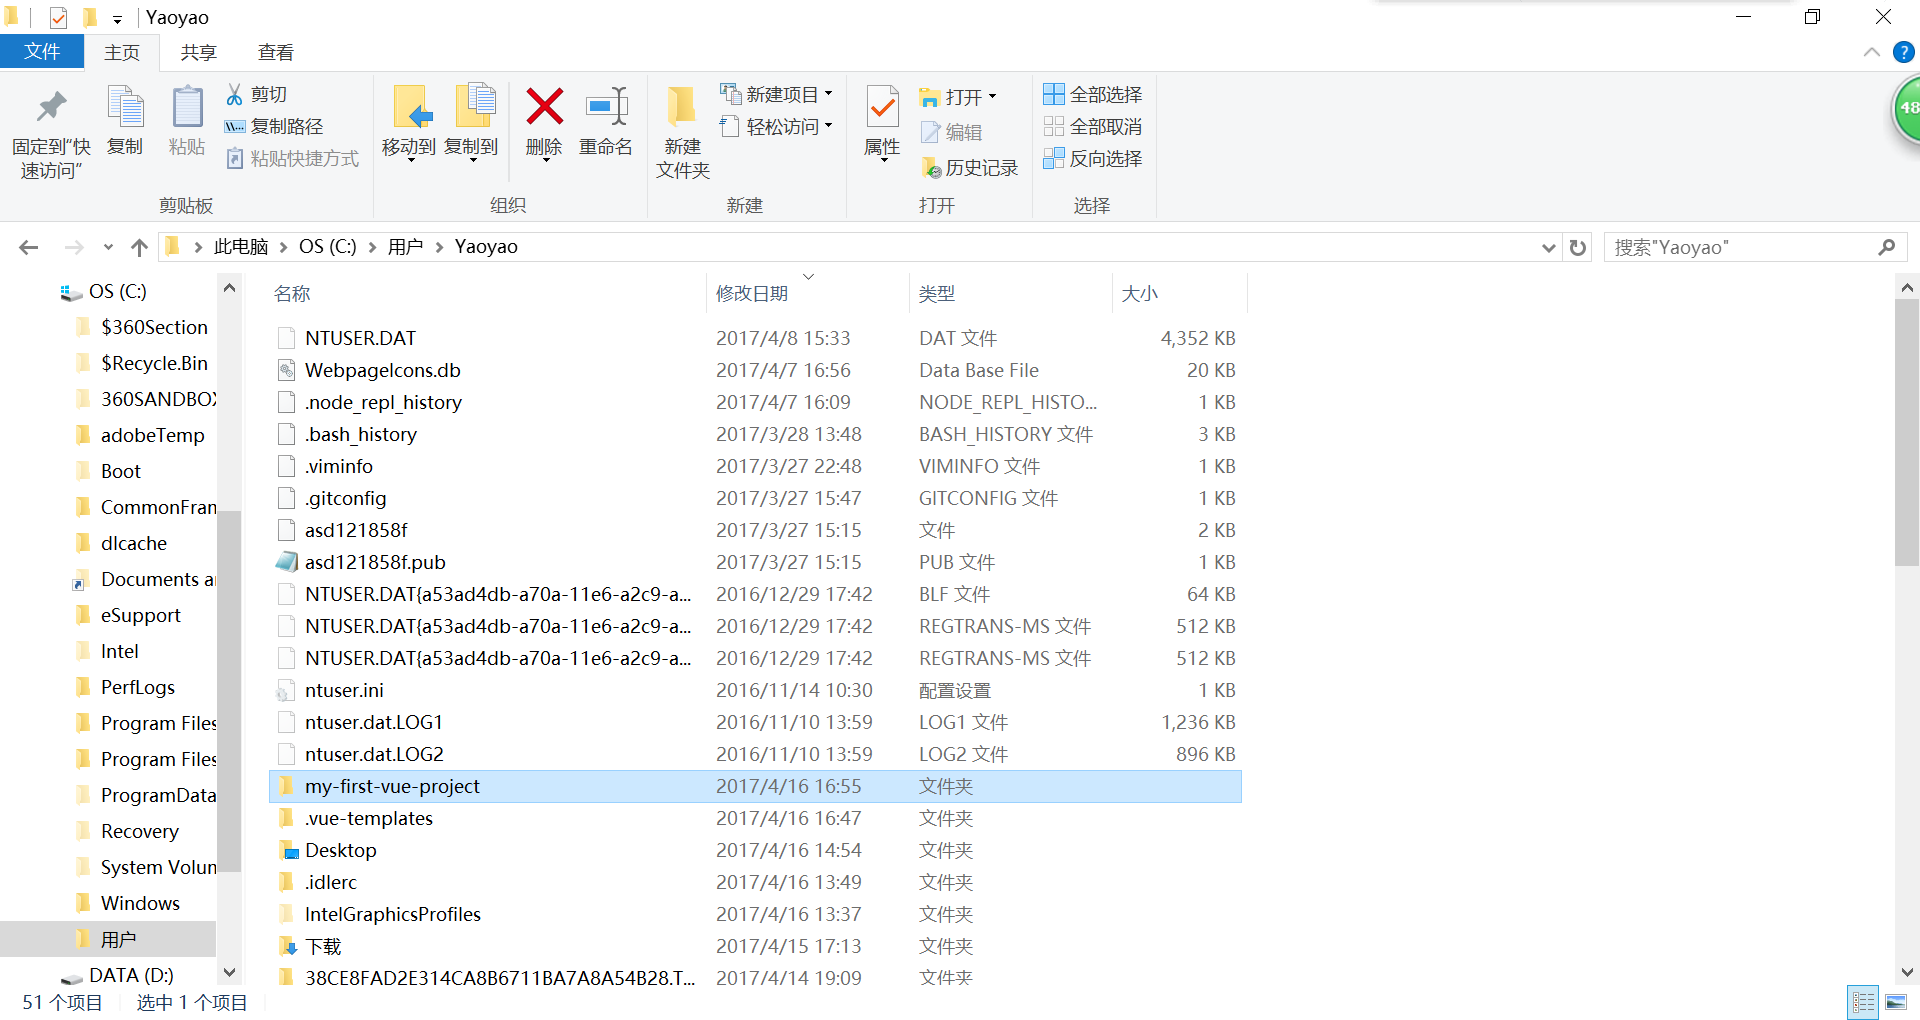 Yaoyao
文件 主页 共享 查看
固定到"快速访问"
复制
粘贴
剪切
复制路径
粘贴快捷方式
剪贴板
移动到
复制到
删除
重命名
组织
新建文件夹
新建项目
轻松访问
新建
属性
打开
编辑
历史记录
打开
全部选择
全部取消
反向选择
选择
48
此电脑 OS (C:) 用户 Yaoyao
搜索"Yaoyao"
OS (C:)
$360Section
$Recycle.Bin
360SANDBOX
adobeTemp
Boot
CommonFram
dlcache
Documents a
eSupport
Intel
PerfLogs
Program Files
Program Files
ProgramData
Recovery
System Volun
Windows
用户
DATA (D:)
名称 修改日期 类型 大小
NTUSER.DAT 2017/4/8 15:33 DAT 文件 4,352 KB
WebpageIcons.db 2017/4/7 16:56 Data Base File 20 KB
.node_repl_history 2017/4/7 16:09 NODE_REPL_HISTO... 1 KB
.bash_history 2017/3/28 13:48 BASH_HISTORY 文件 3 KB
.viminfo 2017/3/27 22:48 VIMINFO 文件 1 KB
.gitconfig 2017/3/27 15:47 GITCONFIG 文件 1 KB
asd121858f 2017/3/27 15:15 文件 2 KB
asd121858f.pub 2017/3/27 15:15 PUB 文件 1 KB
NTUSER.DAT{a53ad4db-a70a-11e6-a2c9-a... 2016/12/29 17:42 BLF 文件 64 KB
NTUSER.DAT{a53ad4db-a70a-11e6-a2c9-a... 2016/12/29 17:42 REGTRANS-MS 文件 512 KB
NTUSER.DAT{a53ad4db-a70a-11e6-a2c9-a... 2016/12/29 17:42 REGTRANS-MS 文件 512 KB
ntuser.ini 2016/11/14 10:30 配置设置 1 KB
ntuser.dat.LOG1 2016/11/10 13:59 LOG1 文件 1,236 KB
ntuser.dat.LOG2 2016/11/10 13:59 LOG2 文件 896 KB
my-first-vue-project 2017/4/16 16:55 文件夹
.vue-templates 2017/4/16 16:47 文件夹
Desktop 2017/4/16 14:54 文件夹
.idlerc 2017/4/16 13:49 文件夹
IntelGraphicsProfiles 2017/4/16 13:37 文件夹
下载 2017/4/15 17:13 文件夹
38CE8FAD2E314CA8B6711BA7A8A54B28.T... 2017/4/14 19:09 文件夹
51 个项目 选中 1 个项目